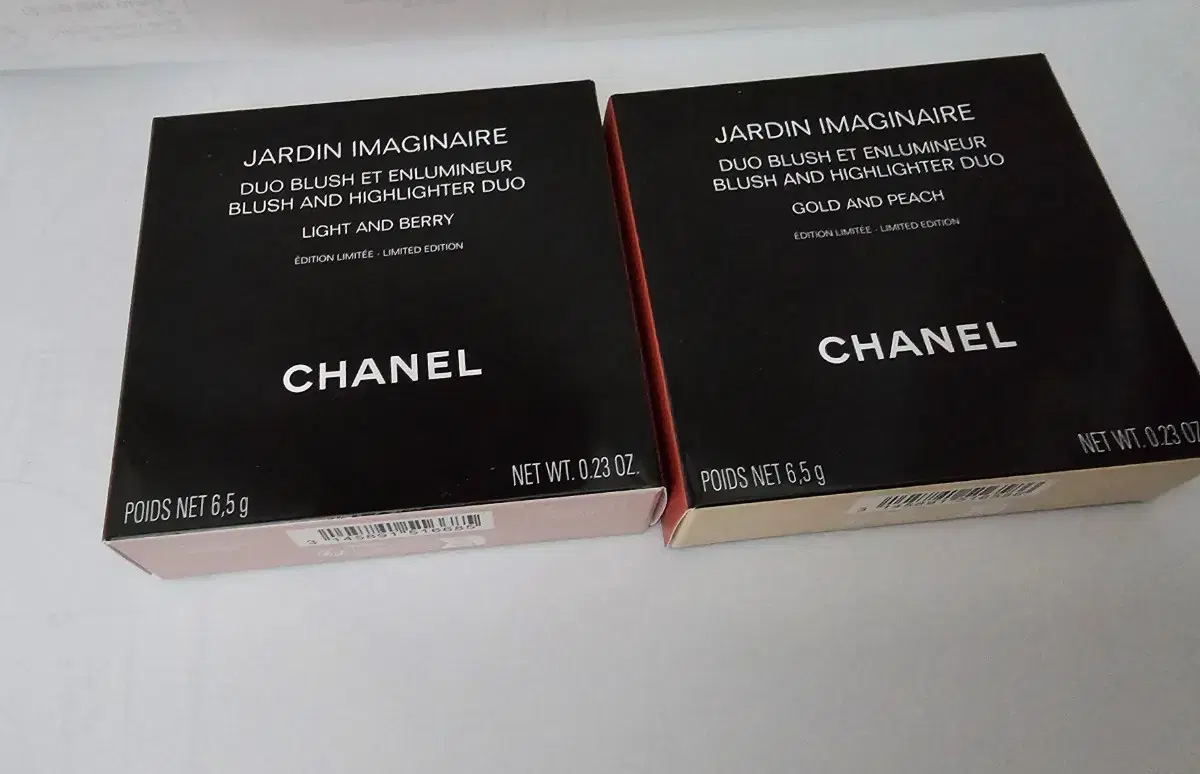 JARDIN IMAGINAIRE
DUO BLUSH ET ENLUMINEUR
BLUSH AND HIGHLIGHTER DUO
LIGHT AND BERRY
ÉDITION LIMITÉE - LIMITED EDITION
CHANEL
POIDS NET 6,5 g
NET WT. 0.23 OZ.
JARDIN IMAGINAIRE
DUO BLUSH ET ENLUMINEUR
BLUSH AND HIGHLIGHTER DUO
GOLD AND PEACH
ÉDITION LIMITÉE - LIMITED EDITION
CHANEL
POIDS NET 6,5 g
NET WT. 0.23 OZ